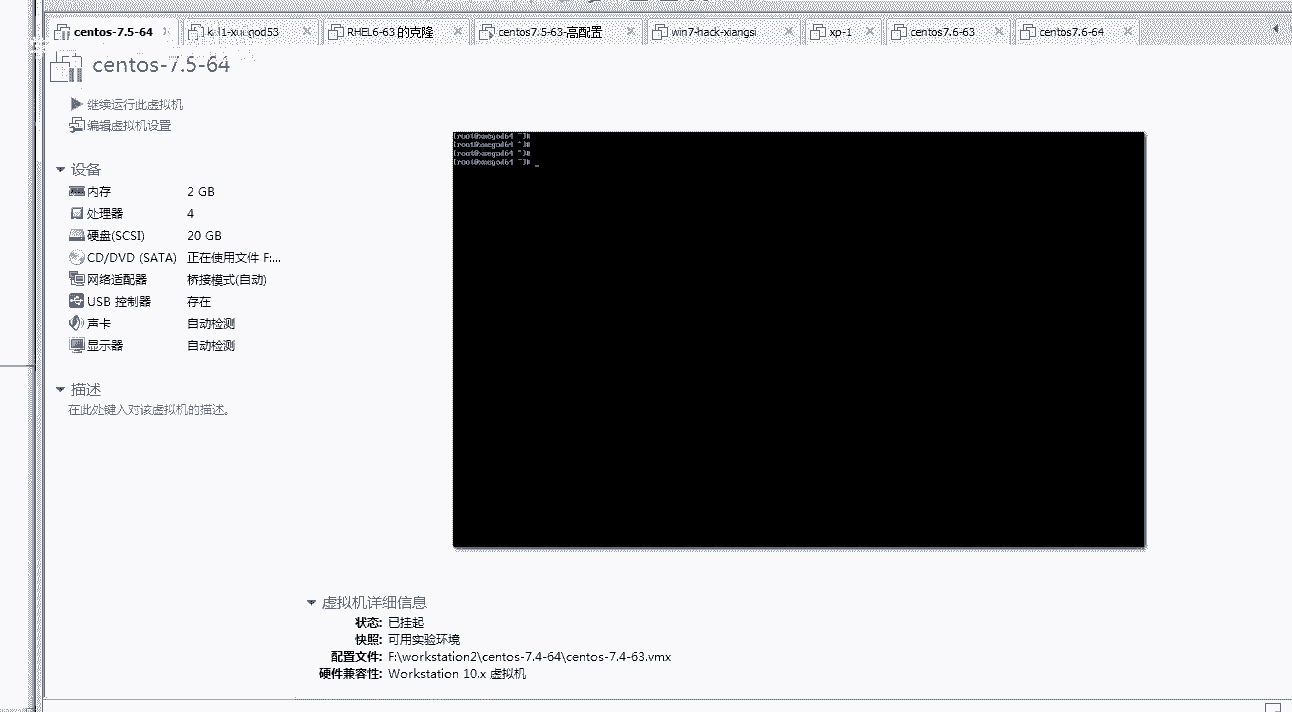 centos-7.5-64
kali1-xuegod53
RHEL6-63 的克隆
centos7.5-63-高配置
win7-hack-xiangsi
xp-1
centos7.6-63
centos7.6-64
centos-7.5-64
继续运行此虚拟机
编辑虚拟机设置
设备
内存 2 GB
处理器 4
硬盘(SCSI) 20 GB
CD/DVD (SATA) 正在使用文件 F:...
网络适配器 桥接模式(自动)
USB 控制器 存在
声卡 自动检测
显示器 自动检测
描述
在此处键入对该虚拟机的描述。
[root@xuegod64 ~]#
[root@xuegod64 ~]#
[root@xuegod64 ~]#
[root@xuegod64 ~]# _
虚拟机详细信息
状态: 已挂起
快照: 可用实验环境
配置文件: F:\workstation2\centos-7.4-64\centos-7.4-63.vmx
硬件兼容性: Workstation 10.x 虚拟机